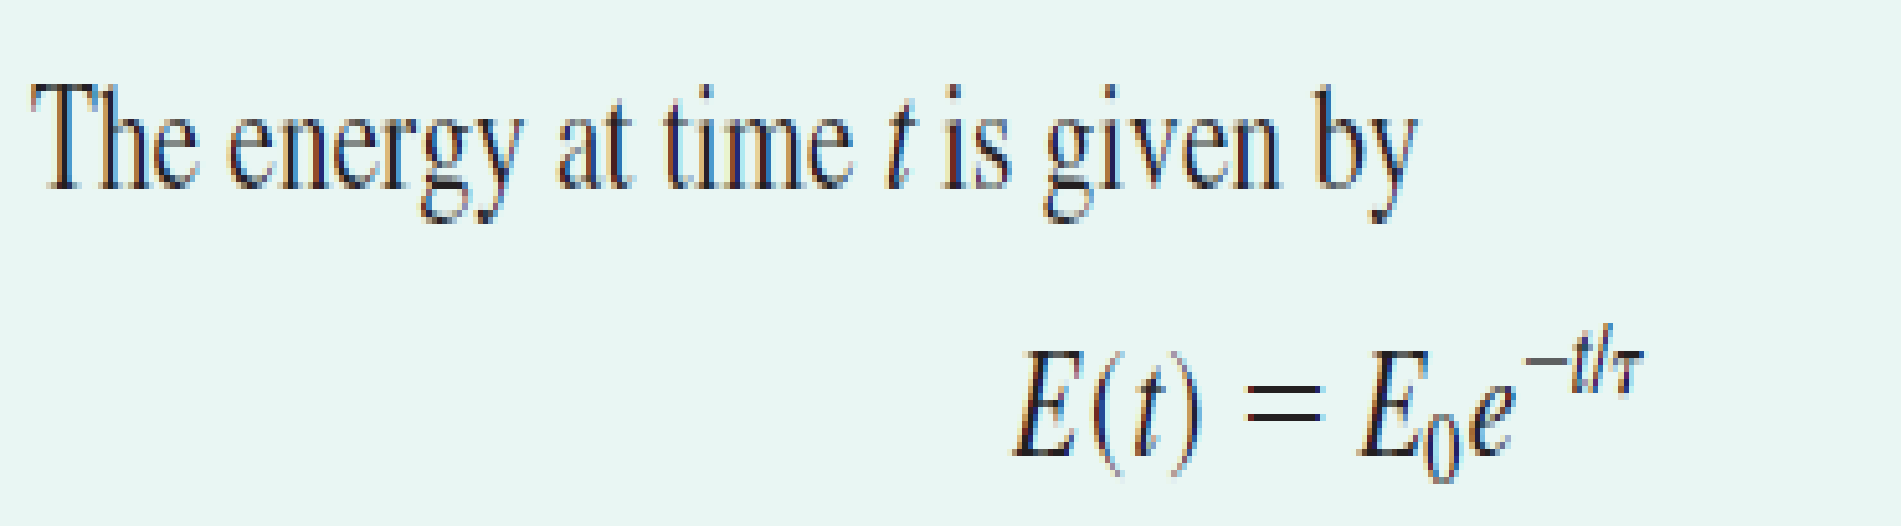 The energy at time t is given by
E(t) = E₀e^{−t/τ}